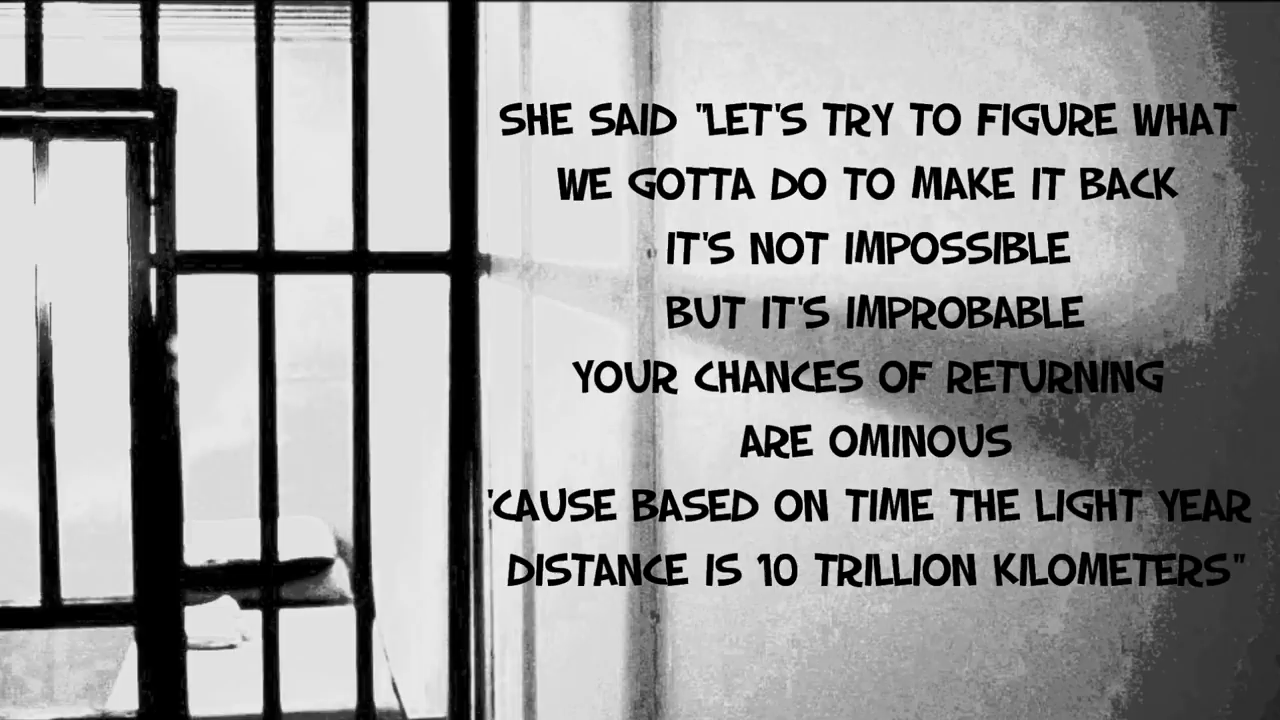 SHE SAID "LET'S TRY TO FIGURE WHAT
WE GOTTA DO TO MAKE IT BACK
IT'S NOT IMPOSSIBLE
BUT IT'S IMPROBABLE
YOUR CHANCES OF RETURNING
ARE OMINOUS
'CAUSE BASED ON TIME THE LIGHT YEAR
DISTANCE IS 10 TRILLION KILOMETERS"